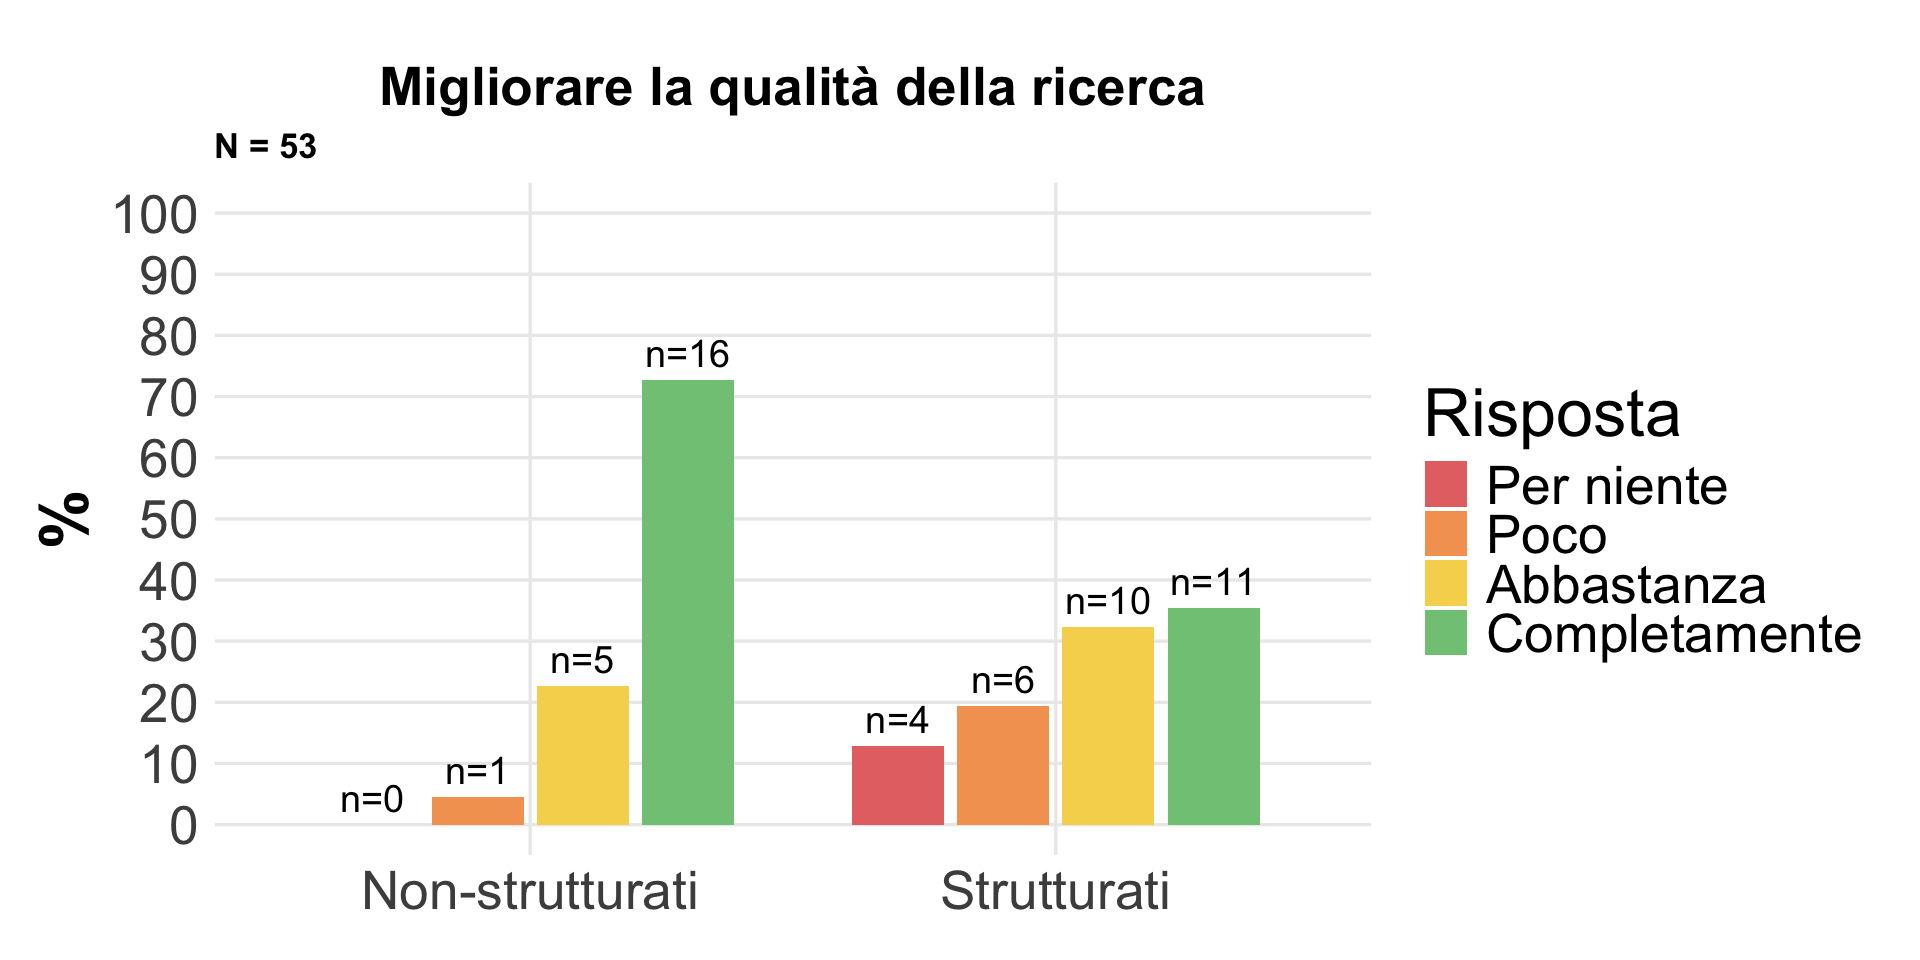 Migliorare la qualità della ricerca
N = 53
%
100
90
80
70
60
50
40
30
20
10
0
n=0
n=1
n=5
n=16
n=4
n=6
n=10
n=11
Non-strutturati
Strutturati
Risposta
Per niente
Poco
Abbastanza
Completamente